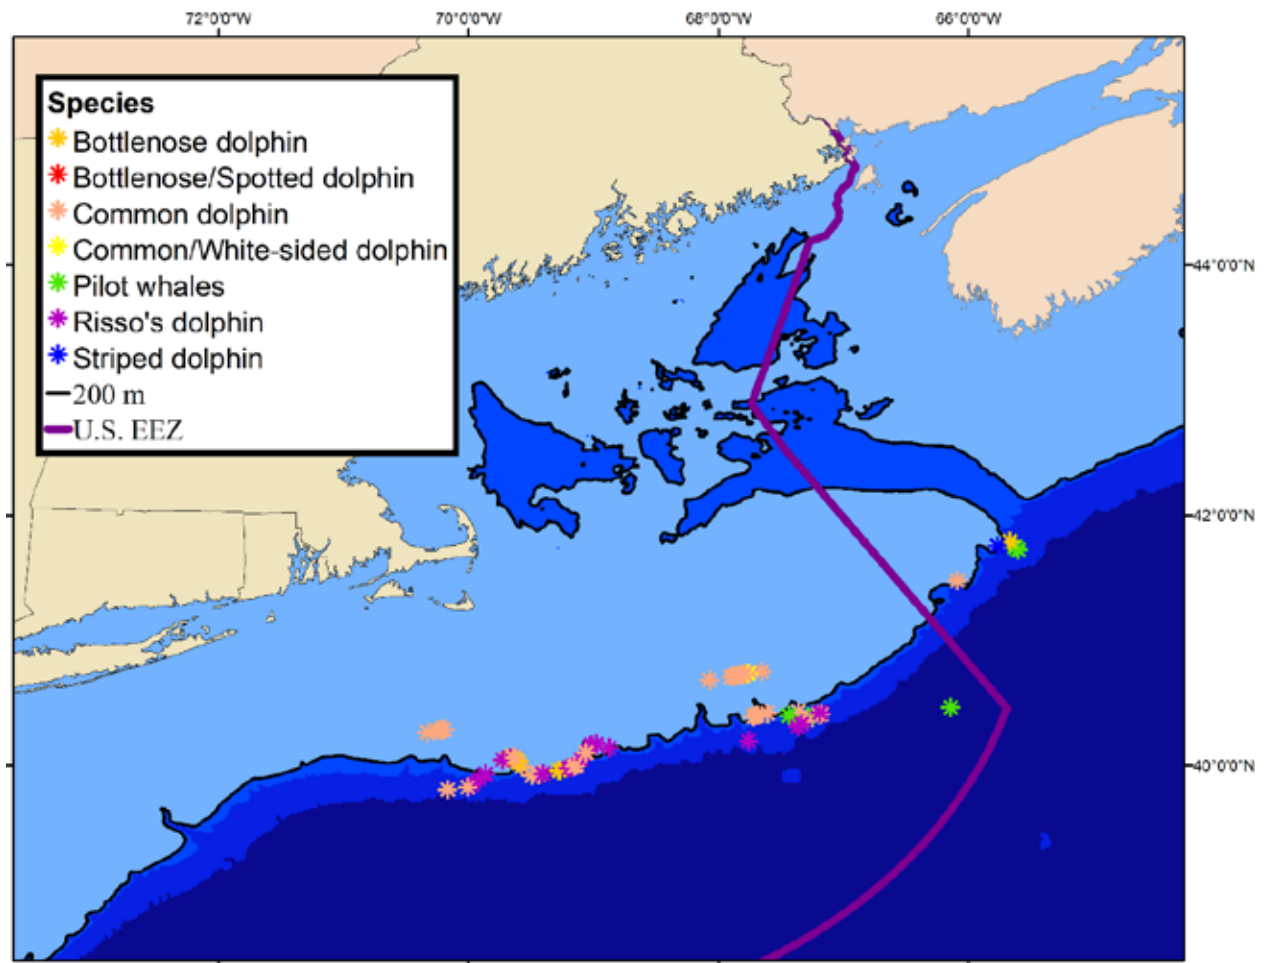 72°0'0"W 70°0'0"W 68°0'0"W 66°0'0"W
Species
Bottlenose dolphin
Bottlenose/Spotted dolphin
Common dolphin
Common/White-sided dolphin
Pilot whales
Risso's dolphin
Striped dolphin
200 m
U.S. EEZ
44°0'0"N
42°0'0"N
40°0'0"N